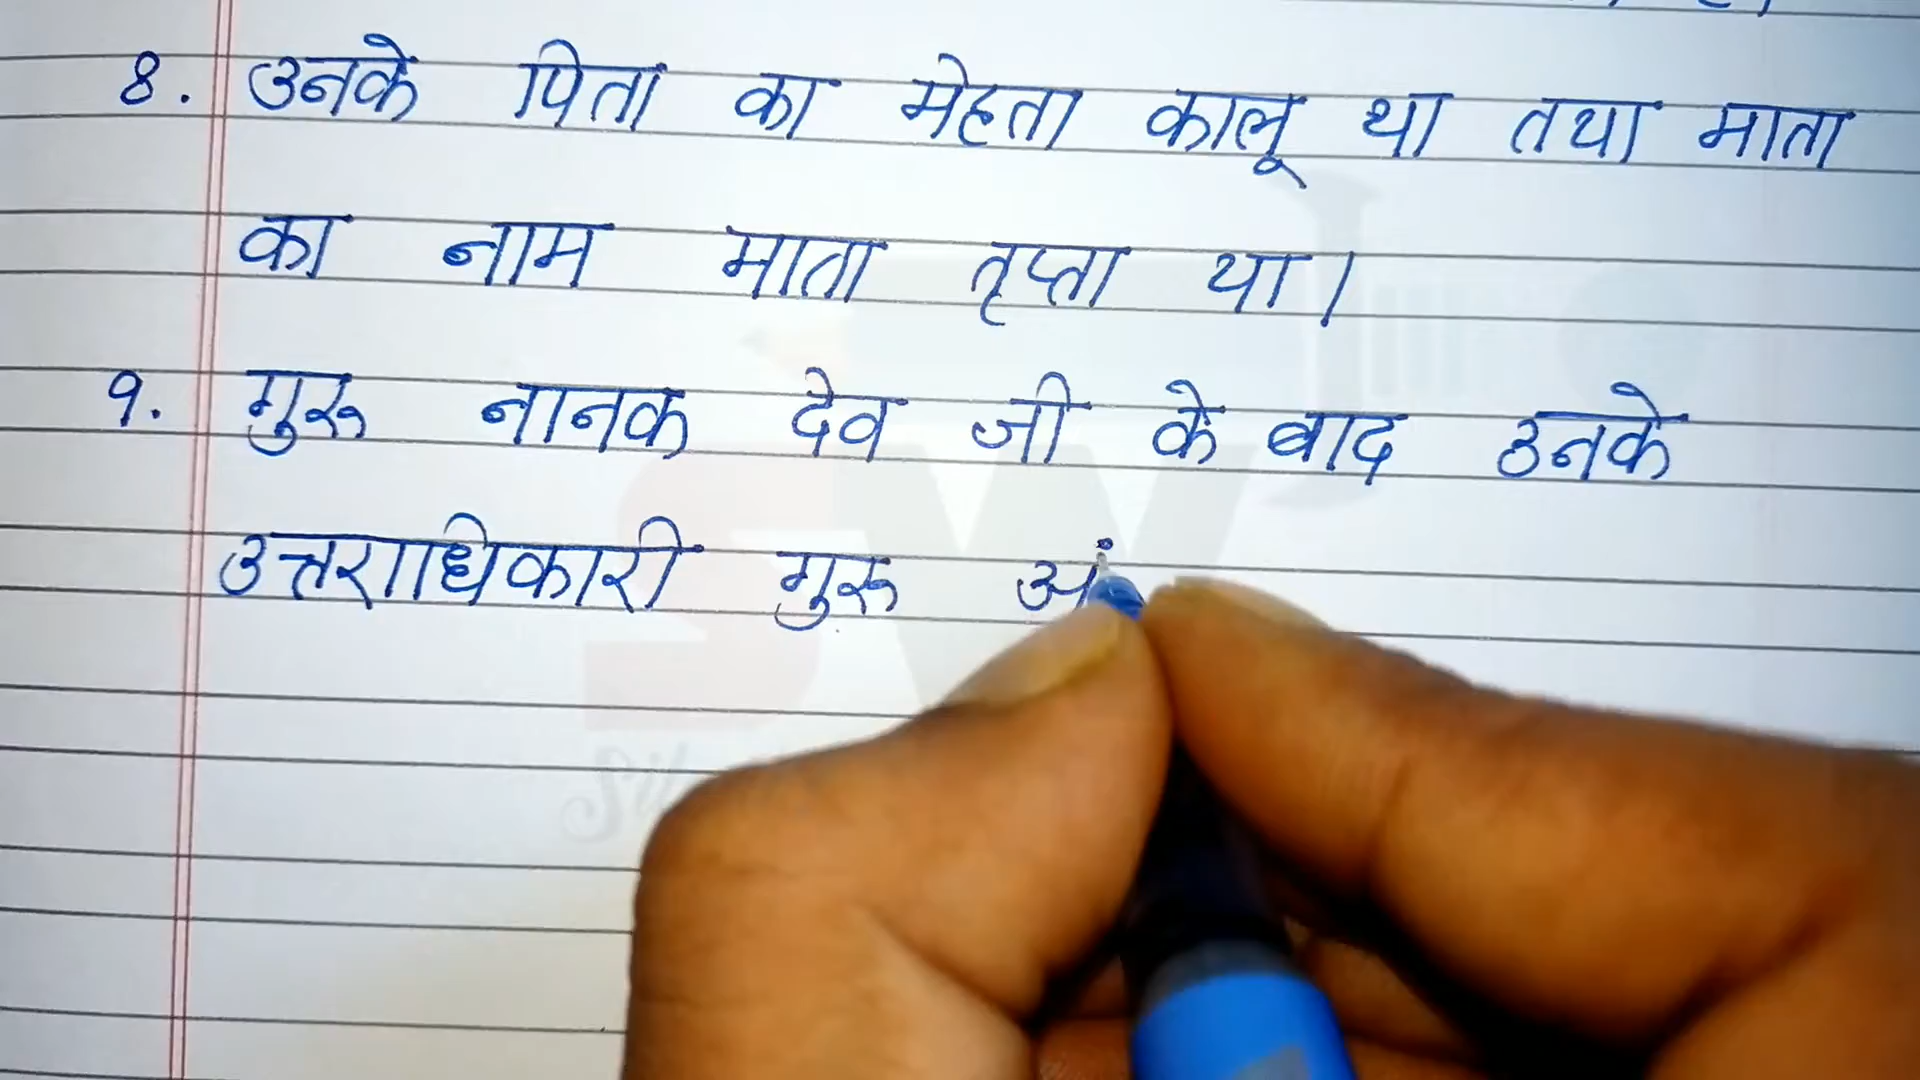 8. उनके पिता का मेहता कालू था तथा माता
का नाम माता तृप्ता था।
9. गुरु नानक देव जी के बाद उनके
उत्तराधिकारी गुरु अं